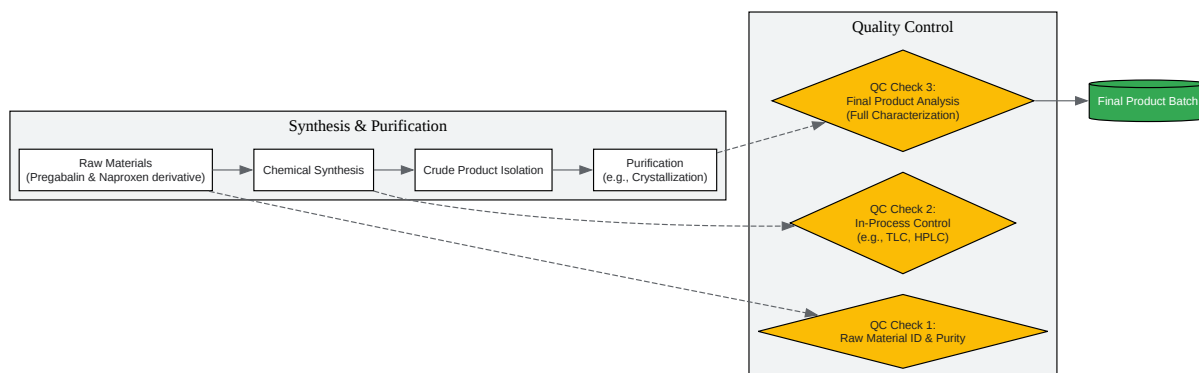 Synthesis & Purification
Raw Materials
(Pregabalin & Naproxen derivative)
Chemical Synthesis
Crude Product Isolation
Purification
(e.g., Crystallization)
Quality Control
QC Check 3:
Final Product Analysis
(Full Characterization)
QC Check 2:
In-Process Control
(e.g., TLC, HPLC)
QC Check 1:
Raw Material ID & Purity
Final Product Batch